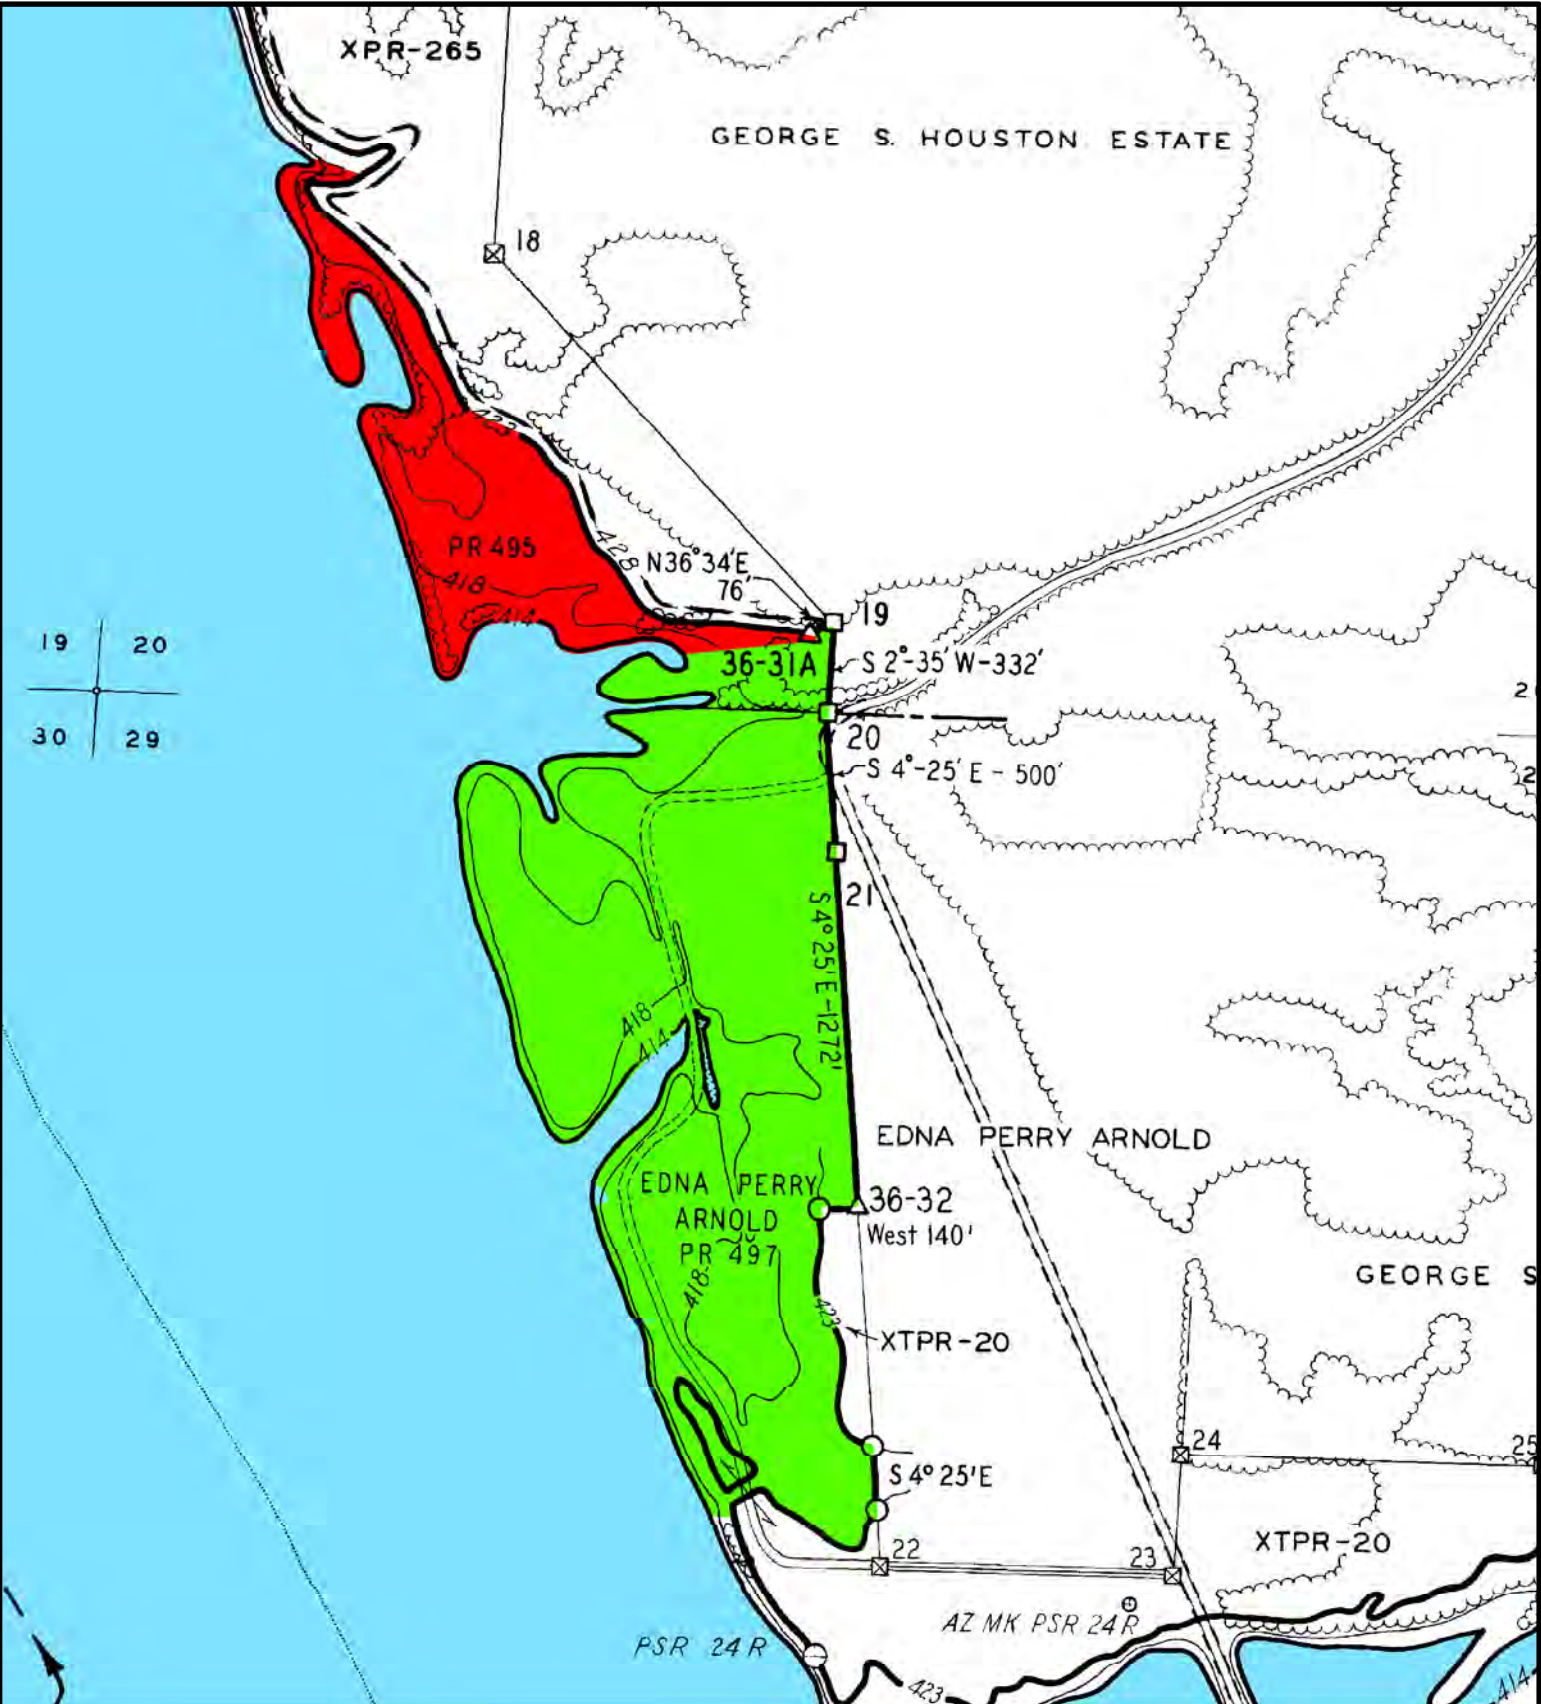 XPR-265
GEORGE S. HOUSTON ESTATE
18
423
PR 495
428
N36°34'E
76'
418
414
19
19 20
30 29
36-31A
S 2°-35' W-332'
20
S 4°-25' E - 500'
21
S 4° 25' E-1272'
418
414
EDNA PERRY ARNOLD
EDNA PERRY
ARNOLD
PR 497
36-32
West 140'
418
423
GEORGE S
XTPR-20
24
25
S 4° 25' E
XTPR-20
22
23
AZ MK PSR 24 R
PSR 24 R
423
414